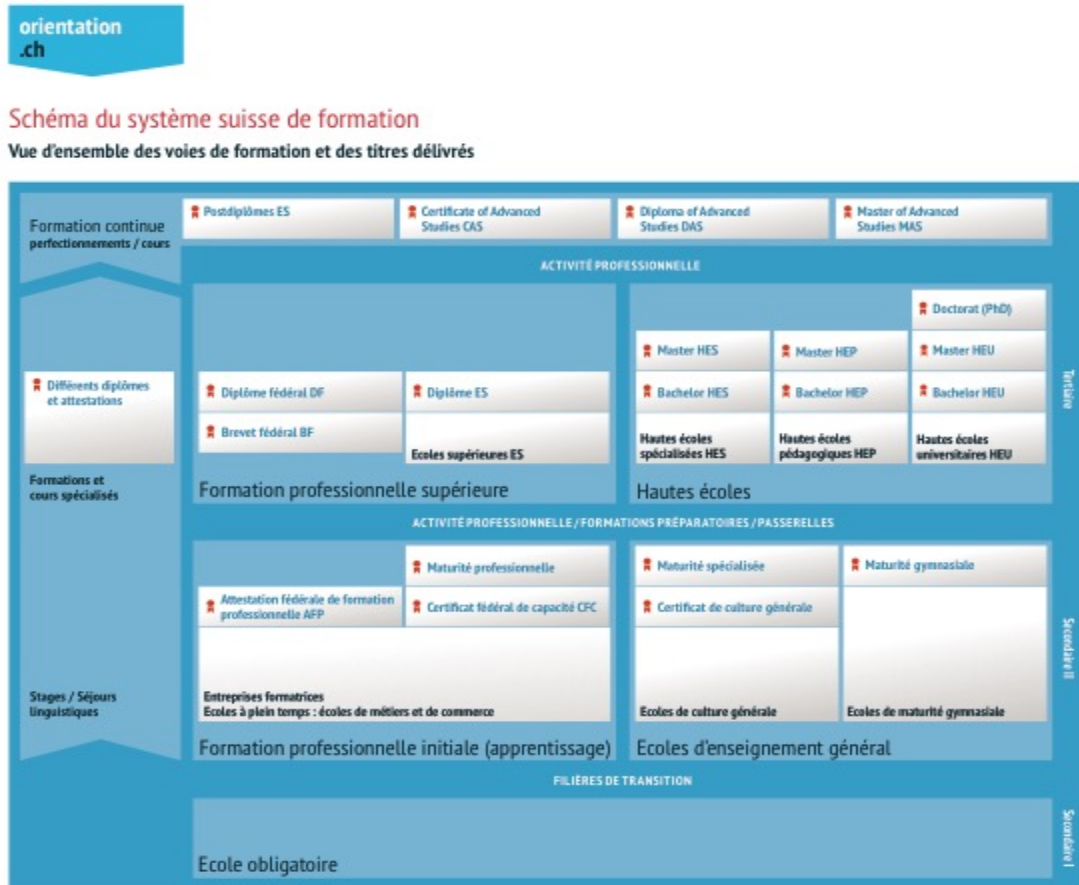 orientation
.ch
Schéma du système suisse de formation
Vue d'ensemble des voies de formation et des titres délivrés
Formation continue
perfectionnements / cours
Postdiplômes ES
Certificate of Advanced
Studies CAS
Diploma of Advanced
Studies DAS
Master of Advanced
Studies MAS
ACTIVITÉ PROFESSIONNELLE
Différents diplômes
et attestations
Formations et
cours spécialisés
Stages / Séjours
linguistiques
Diplôme fédéral DF
Brevet fédéral BF
Diplôme ES
Ecoles supérieures ES
Formation professionnelle supérieure
Master HES
Bachelor HES
Hautes écoles
spécialisées HES
Master HEP
Bachelor HEP
Hautes écoles
pédagogiques HEP
Doctorat (PhD)
Master HEU
Bachelor HEU
Hautes écoles
universitaires HEU
Hautes écoles
Tertiaire
ACTIVITÉ PROFESSIONNELLE / FORMATIONS PRÉPARATOIRES / PASSERELLES
Maturité professionnelle
Attestation fédérale de formation
professionnelle AFP
Certificat fédéral de capacité CFC
Entreprises formatrices
Ecoles à plein temps : écoles de métiers et de commerce
Formation professionnelle initiale (apprentissage)
Maturité spécialisée
Certificat de culture générale
Ecoles de culture générale
Maturité gymnasiale
Ecoles de maturité gymnasiale
Ecoles d'enseignement général
Secondaire II
FILIÈRES DE TRANSITION
Ecole obligatoire
Secondaire I